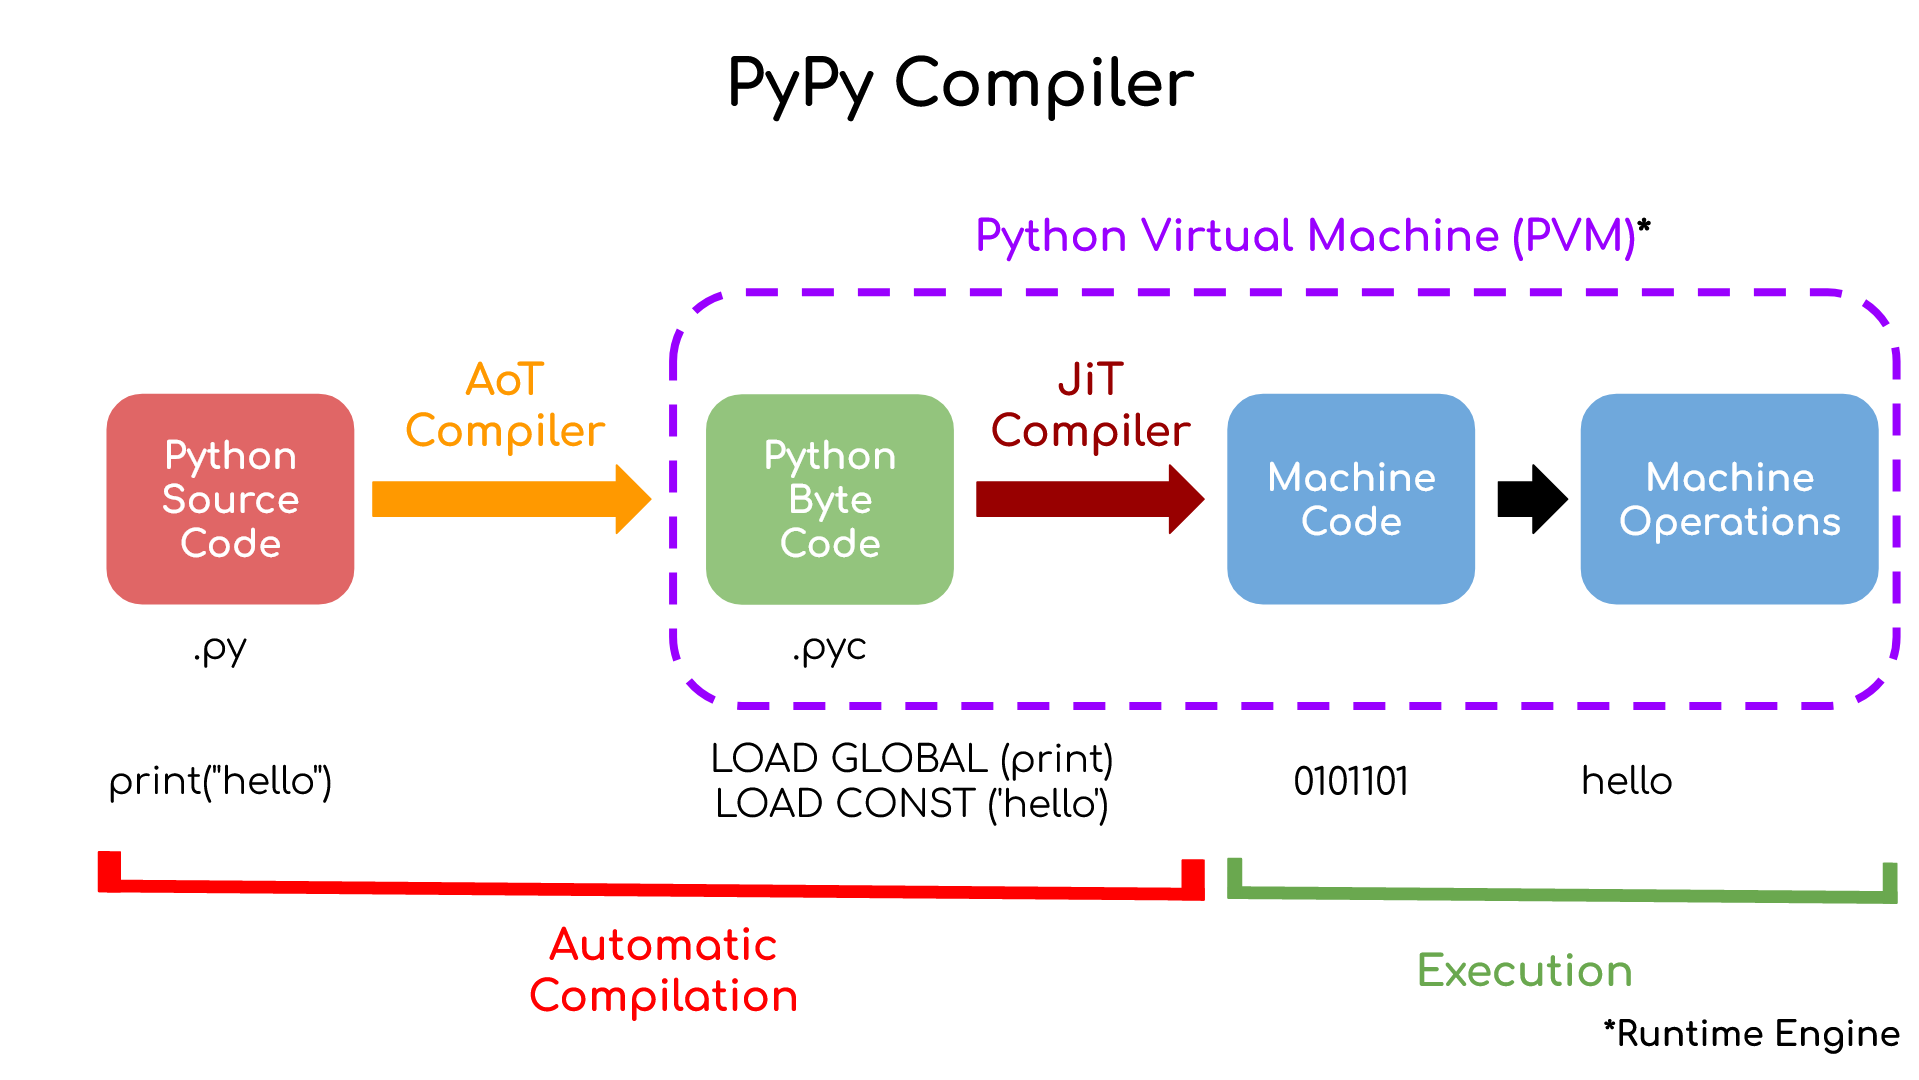 PyPy Compiler
Python Virtual Machine (PVM)*
AoT
Compiler
JiT
Compiler
Python
Source
Code
Python
Byte
Code
Machine
Code
Machine
Operations
.py
.pyc
print("hello")
LOAD GLOBAL (print)
LOAD CONST ('hello')
0101101
hello
Automatic
Compilation
Execution
*Runtime Engine